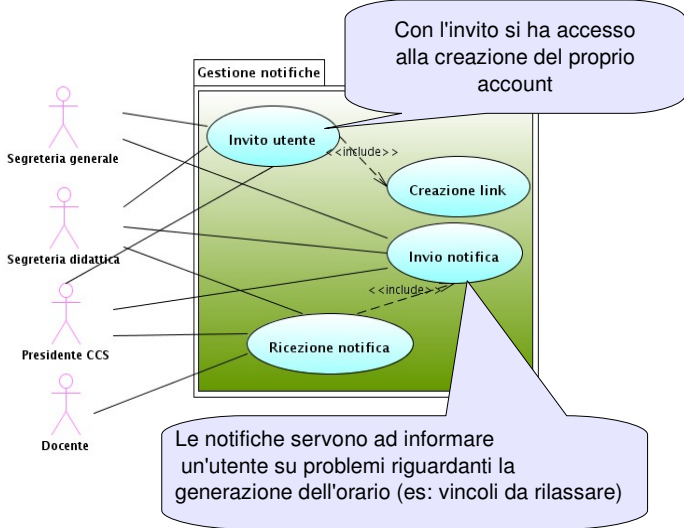 Con l'invito si ha accesso
alla creazione del proprio
account
Gestione notifiche
Invito utente
<<include>>
Segreteria generale
Creazione link
Segreteria didattica
Invio notifica
<<include>>
Presidente CCS
Ricezione notifica
Docente
Le notifiche servono ad informare
un'utente su problemi riguardanti la
generazione dell'orario (es: vincoli da rilassare)